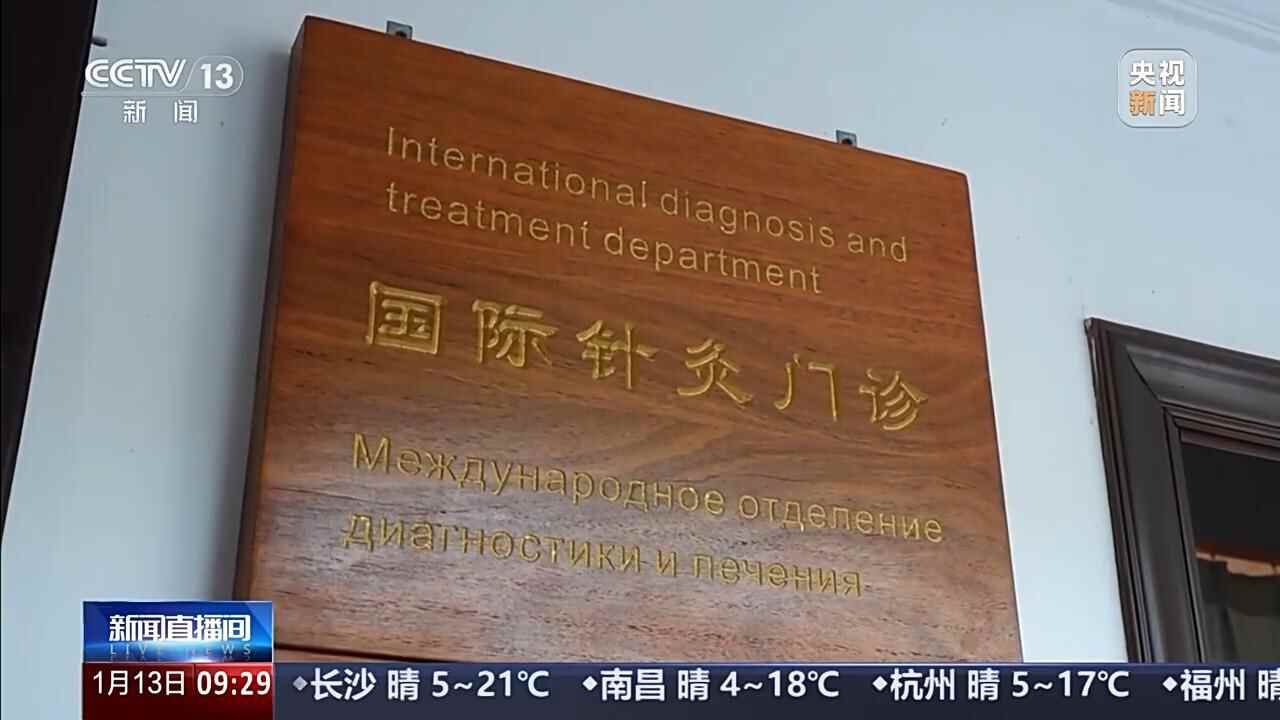 CCTV 13
新闻
央视
新闻
International diagnosis and
treatment department
国际针灸门诊
Международное отделение
диагностики и лечения
新闻直播间
LIVE NEWS
1月13日 09:29
◆长沙 晴 5~21℃ ◆南昌 晴 4~18℃ ◆杭州 晴 5~17℃ ◆福州 晴